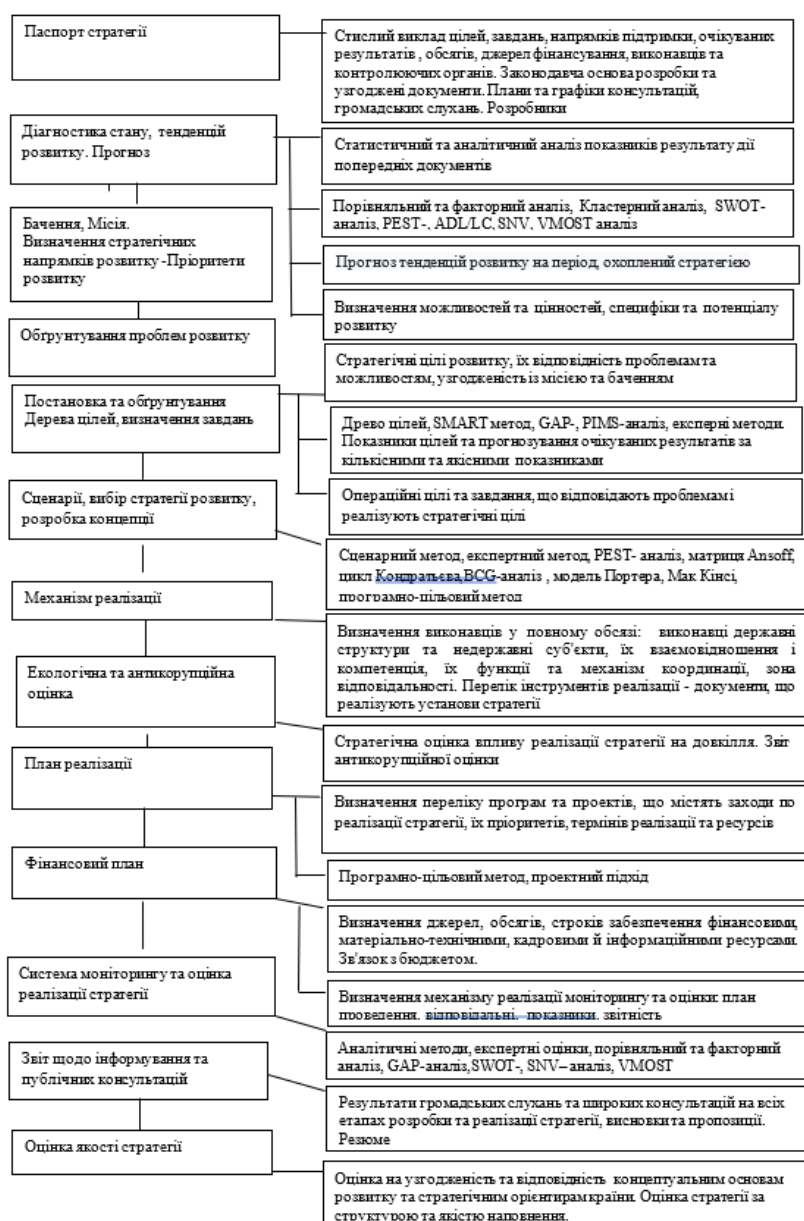 Паспорт стратегії
Стислий виклад цілей, завдань, напрямків підтримки, очікуваних
результатів , обсягів, джерел фінансування, виконавців та
контролюючих органів. Законодавча основа розробки та
узгоджені документи. Плани та графіки консультацій,
громадських слухань. Розробники
Діагностика стану, тенденцій
розвитку. Прогноз
Статистичний та аналітичний аналіз показників результату дії
попередніх документів
Порівняльний та факторний аналіз, Кластерний аналіз, SWOT-
аналіз, PEST-, ADL/LC, SNV, VMOST аналіз
Бачення, Місія.
Визначення стратегічних
напрямків розвитку -Пріоритети
розвитку
Прогноз тенденцій розвитку на період, охоплений стратегією
Визначення можливостей та цінностей, специфіки та потенціалу
розвитку
Обґрунтування проблем розвитку
Стратегічні цілі розвитку, їх відповідність проблемам та
можливостям, узгодженість із місією та баченням
Постановка та обґрунтування
Дерева цілей, визначення завдань
Древо цілей, SMART метод, GAP-, PIMS-аналіз, експерні методи.
Показники цілей та прогнозування очікуваних результатів за
кількісними та якісними показниками
Сценарії, вибір стратегії розвитку,
розробка концепції
Операційні цілі та завдання, що відповідають проблемам і
реалізують стратегічні цілі
Сценарний метод, експертний метод, PEST- аналіз, матриця Ansoff,
цикл Кондратьєва,BCG-аналіз , модель Портера, Мак Кінсі,
програмно-цільовий метод
Механізм реалізації
Визначення виконавців у повному обсязі: виконавці державні
структури та недержавні суб'єкти, їх взаємовідношення і
компетенція, їх функції та механізм координації, зона
відповідальності. Перелік інструментів реалізації - документи, що
реалізують установи стратегії
Екологічна та антикорупційна
оцінка
Стратегічна оцінка впливу реалізації стратегії на довкілля. Звіт
антикорупційної оцінки
План реалізації
Визначення переліку програм та проектів, що містять заходи по
реалізації стратегії, їх пріоритетів, термінів реалізації та ресурсів
Фінансовий план
Програмно-цільовий метод, проектний підхід
Визначення джерел, обсягів, строків забезпечення фінансовими,
матеріально-технічними, кадровими й інформаційними ресурсами.
Зв'язок з бюджетом.
Система моніторингу та оцінка
реалізації стратегії
Визначення механізму реалізації моніторингу та оцінки: план
проведення, відповідальні, показники, звітність
Аналітичні методи, експертні оцінки, порівняльний та факторний
аналіз, GAP-аналіз,SWOT-, SNV– аналіз, VMOST
Звіт щодо інформування та
публічних консультацій
Результати громадських слухань та широких консультацій на всіх
етапах розробки та реалізації стратегії, висновки та пропозиції.
Резюме
Оцінка якості стратегії
Оцінка на узгодженість та відповідність концептуальним основам
розвитку та стратегічним орієнтирам країни. Оцінка стратегії за
структурою та якістю наповнення.